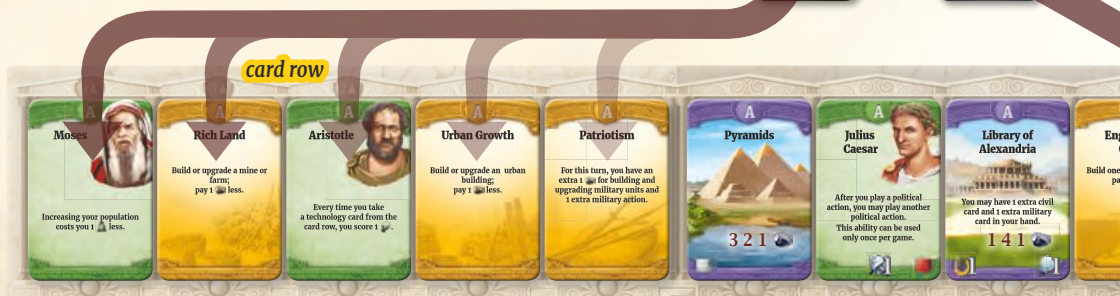 card row
A
Moses
Increasing your population
costs you 1 less.
A
Rich Land
Build or upgrade a mine or
farm;
pay 1 less.
A
Aristotle
Every time you take
a technology card from the
card row, you score 1 .
A
Urban Growth
Build or upgrade an urban
building;
pay 1 less.
A
Patriotism
For this turn, you have an
extra 1 for building and
upgrading military units and
1 extra military action.
A
Pyramids
3 2 1
A
Julius
Caesar
After you play a political
action, you may play another
political action.
This ability can be used
only once per game.
1
A
Library of
Alexandria
You may have 1 extra civil
card and 1 extra military
card in your hand.
1 4 1
1
1
Build one